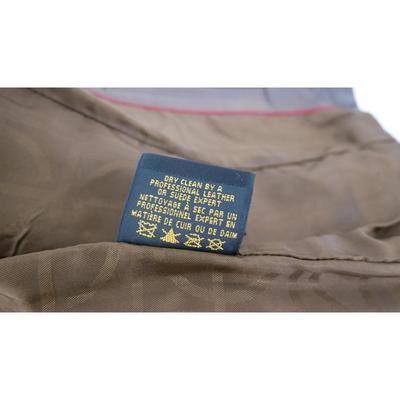 DRY CLEAN BY A
PROFESSIONAL LEATHER
OR SUEDE EXPERT
NETTOYAGE À SEC PAR UN
PROFESSIONNEL EXPERT EN
MATIÈRE DE CUIR OU DE DAIM